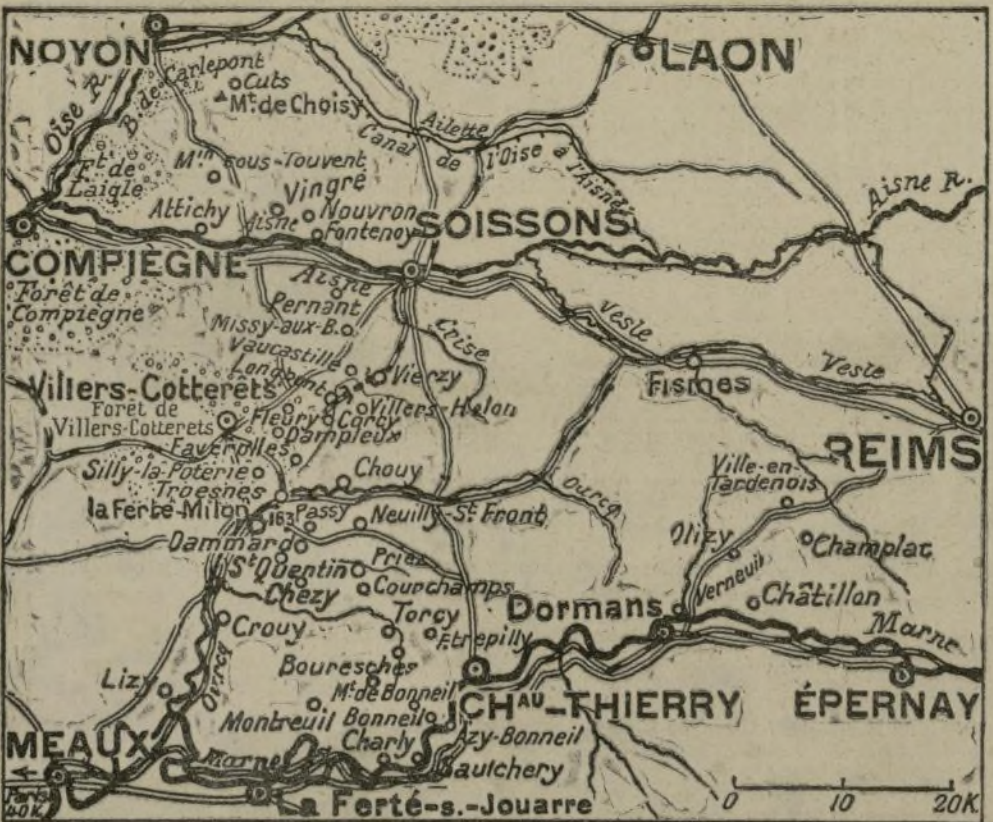 NOYON
LAON
Oise R.
B. de Carlepont
Cuts
Mt. de Choisy
Ailette
Canal de l'Oise à l'Aisne
Ft. de
Laigle
Min sous-Touvent
Vingré
Attichy
Aisne
Nouvron
Fontenoy
SOISSONS
Aisne R.
COMPIÈGNE
Forêt de
Compiègne
Aisne
Pernant
Missy-aux-B.
Crise
Vesle
Vesle
Vaucastille
Longpont
Vierzy
Fismes
Villers-Cotterêts
Forêt de
Villers-Cotterets
Fleury
Corcy
Villers-Hélon
Dampleux
Faverolles
REIMS
Silly-la-Poterie
Chouy
Ourcq
Ville-en-
Tardenois
Troesnes
la Ferté-Milon
163
Passy
Neuilly-St Front
Olizy
Champlat
Dammard
Priez
St Quentin
Courchamps
Chézy
Verneuil
Châtillon
Torcy
Dormans
Crouy
Etrepilly
Marne
Bouresches
Lizy
Ourcq
Mt de Bonneil
CHAU-THIERRY
ÉPERNAY
Montreuil
Bonneil
Azy-Bonneil
MEAUX
Marne
Charly
Saulchery
Paris
40K.
La Ferté-s.-Jouarre
0 10 20K.